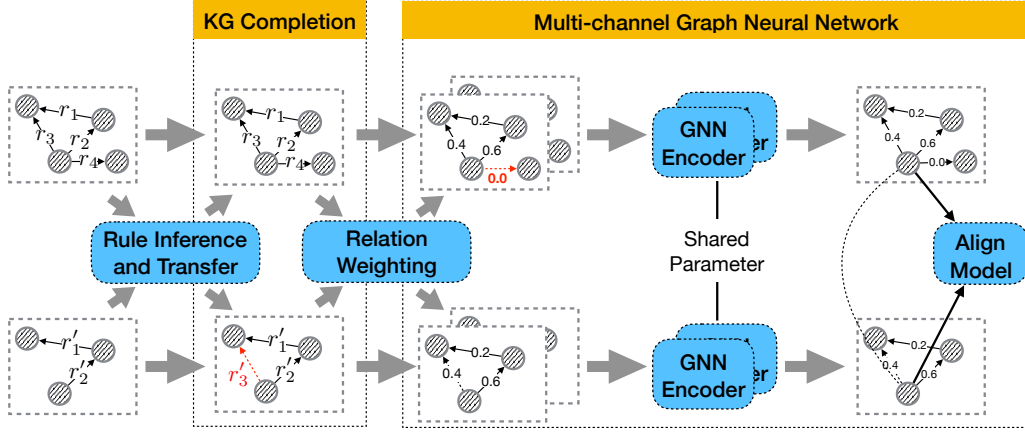 KG Completion
Multi-channel Graph Neural Network
r1
r3
r2
r4
r1
r3
r2
r4
0.2
0.4
0.6
0.0
GNN
Encoder
0.2
0.4
0.6
0.0
Rule Inference
and Transfer
Relation
Weighting
Shared
Parameter
Align
Model
r′1
r′2
r′1
r′3
r′2
0.2
0.4
0.6
GNN
Encoder
0.2
0.4
0.6